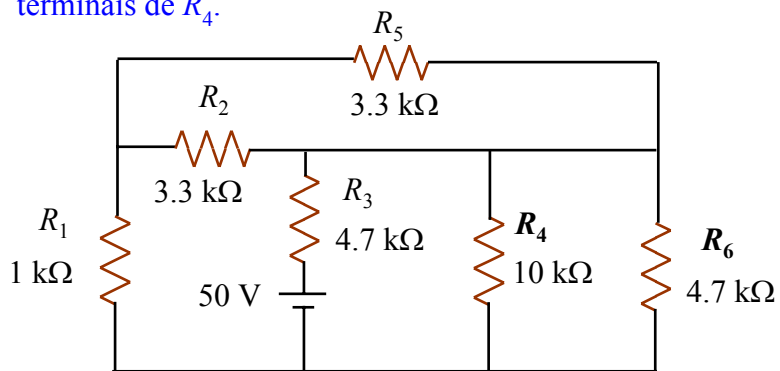 terminais de R4.
R5
3.3 kΩ
R2
3.3 kΩ
R3
4.7 kΩ
R1
1 kΩ
50 V
R4
10 kΩ
R6
4.7 kΩ